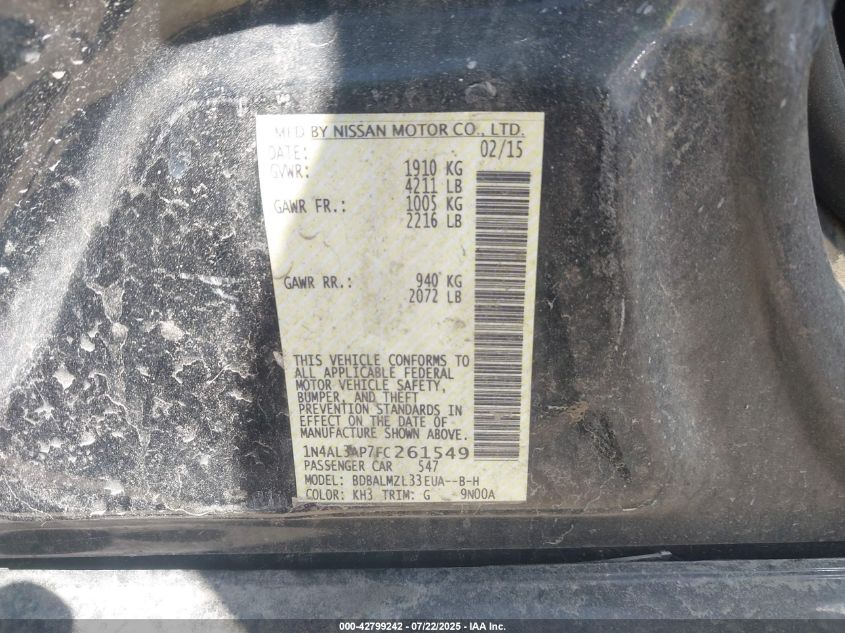 MFD BY NISSAN MOTOR CO., LTD.
DATE: 02/15
GVWR: 1910 KG
4211 LB
GAWR FR.: 1005 KG
2216 LB
GAWR RR.: 940 KG
2072 LB
THIS VEHICLE CONFORMS TO
ALL APPLICABLE FEDERAL
MOTOR VEHICLE SAFETY,
BUMPER, AND THEFT
PREVENTION STANDARDS IN
EFFECT ON THE DATE OF
MANUFACTURE SHOWN ABOVE.
1N4AL3AP7FC261549
PASSENGER CAR 547
MODEL: BDBALMZL33EUA--B-H
COLOR: KH3 TRIM: G 9N00A
000-42799242 - 07/22/2025 - IAA Inc.